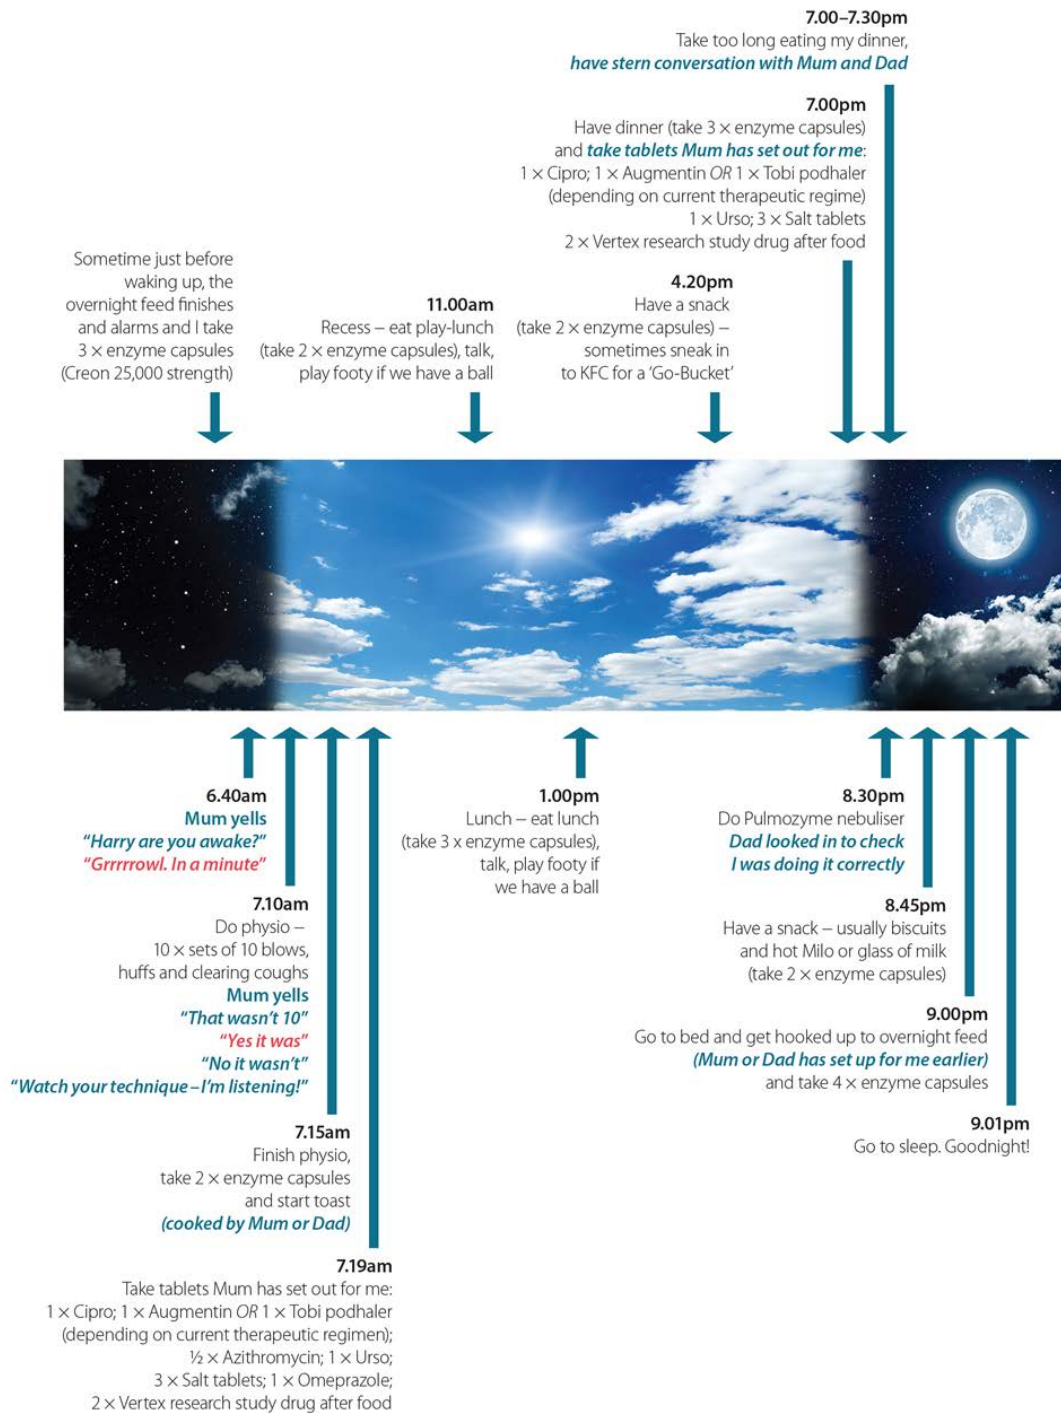 7.00–7.30pm
Take too long eating my dinner,
have stern conversation with Mum and Dad
7.00pm
Have dinner (take 3 × enzyme capsules)
and take tablets Mum has set out for me:
1 × Cipro; 1 × Augmentin OR 1 × Tobi podhaler
(depending on current therapeutic regime)
1 × Urso; 3 × Salt tablets
2 × Vertex research study drug after food
Sometime just before
waking up, the
overnight feed finishes
and alarms and I take
3 × enzyme capsules
(Creon 25,000 strength)
11.00am
Recess – eat play-lunch
(take 2 × enzyme capsules), talk,
play footy if we have a ball
4.20pm
Have a snack
(take 2 × enzyme capsules) –
sometimes sneak in
to KFC for a ‘Go-Bucket’
6.40am
Mum yells
“Harry are you awake?”
“Grrrrrowl. In a minute”
7.10am
Do physio –
10 × sets of 10 blows,
huffs and clearing coughs
Mum yells
“That wasn’t 10”
“Yes it was”
“No it wasn’t”
“Watch your technique – I’m listening!”
7.15am
Finish physio,
take 2 × enzyme capsules
and start toast
(cooked by Mum or Dad)
7.19am
Take tablets Mum has set out for me:
1 × Cipro; 1 × Augmentin OR 1 × Tobi podhaler
(depending on current therapeutic regimen);
½ × Azithromycin; 1 × Urso;
3 × Salt tablets; 1 × Omeprazole;
2 × Vertex research study drug after food
1.00pm
Lunch – eat lunch
(take 3 x enzyme capsules),
talk, play footy if
we have a ball
8.30pm
Do Pulmozyme nebuliser
Dad looked in to check
I was doing it correctly
8.45pm
Have a snack – usually biscuits
and hot Milo or glass of milk
(take 2 × enzyme capsules)
9.00pm
Go to bed and get hooked up to overnight feed
(Mum or Dad has set up for me earlier)
and take 4 × enzyme capsules
9.01pm
Go to sleep. Goodnight!